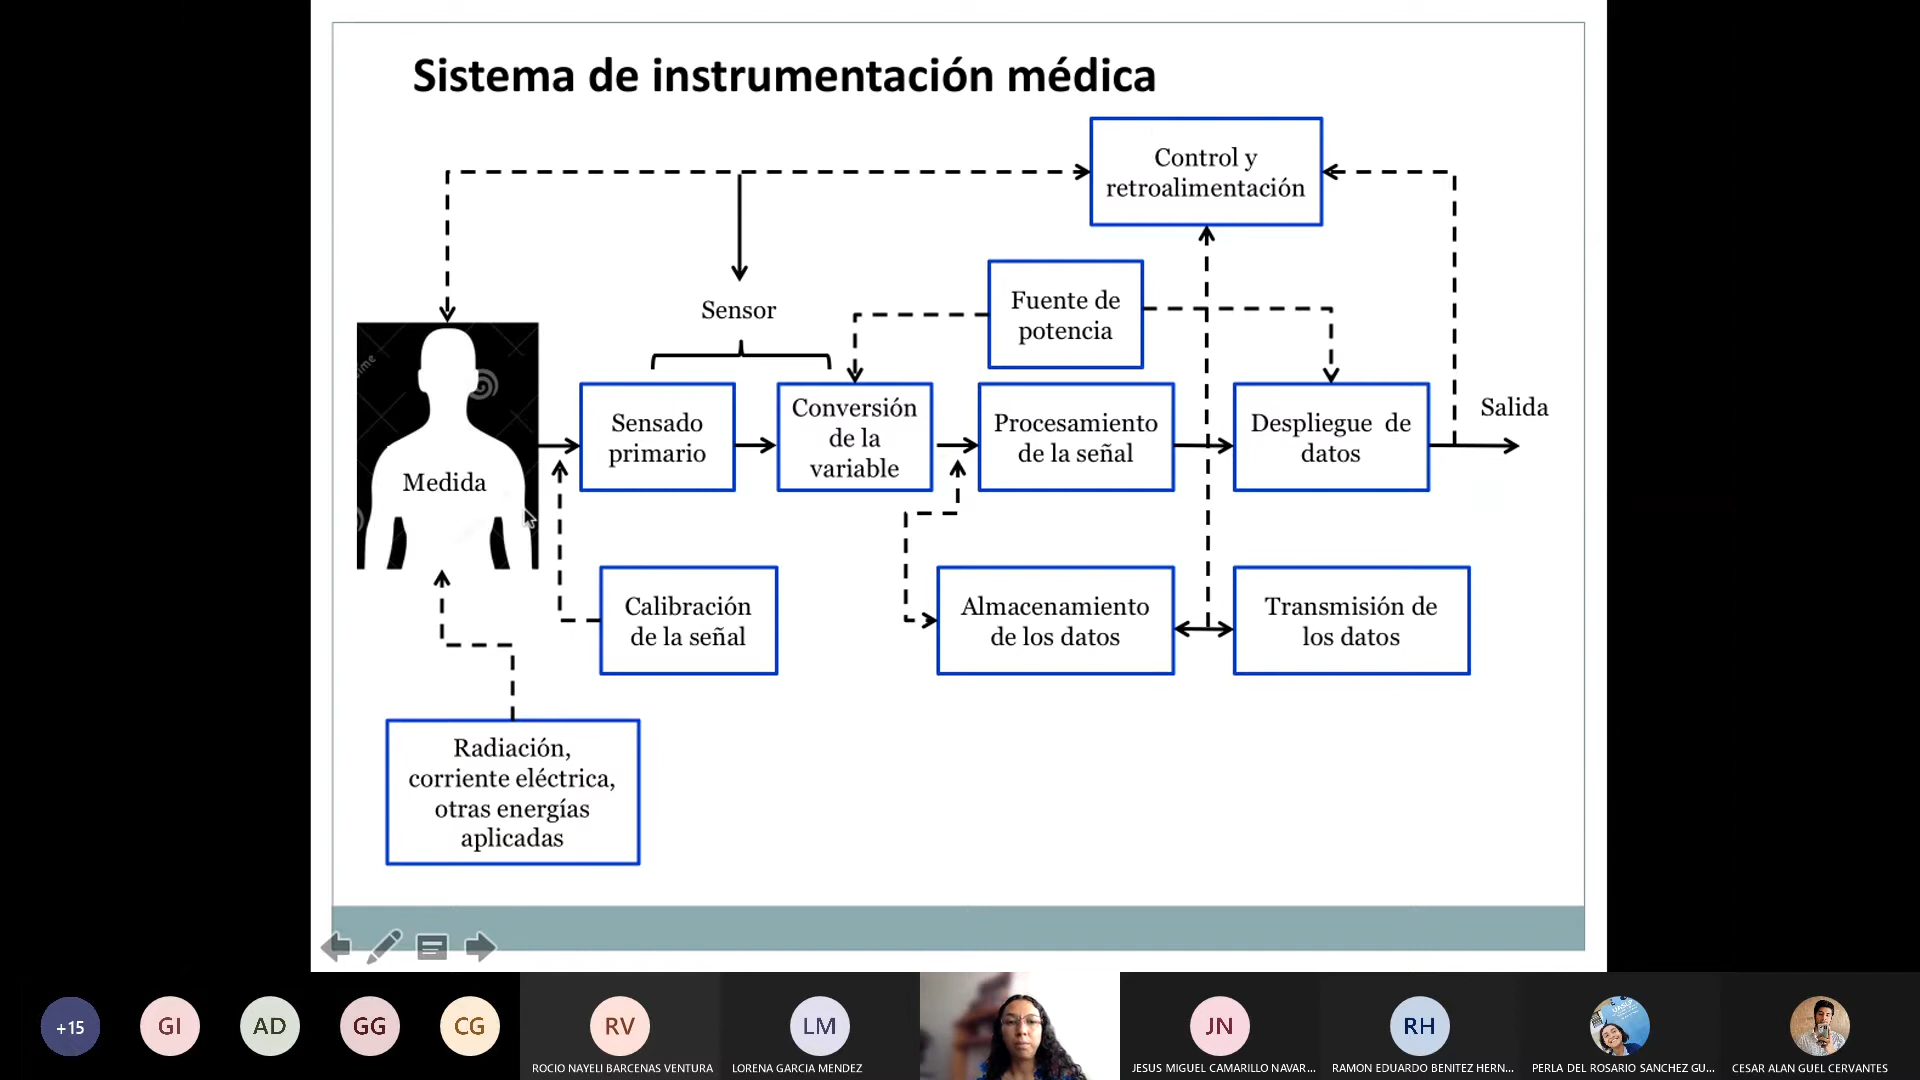 Sistema de instrumentación médica
Control y
retroalimentación
Sensor
Fuente de
potencia
Medida
Sensado
primario
Conversión
de la
variable
Procesamiento
de la señal
Despliegue de
datos
Salida
Calibración
de la señal
Almacenamiento
de los datos
Transmisión de
los datos
Radiación,
corriente eléctrica,
otras energías
aplicadas
+15
GI
AD
GG
CG
RV
LM
JN
RH
ROCIO NAYELI BARCENAS VENTURA
LORENA GARCIA MENDEZ
JESUS MIGUEL CAMARILLO NAVAR...
RAMON EDUARDO BENITEZ HERN...
PERLA DEL ROSARIO SANCHEZ GU...
CESAR ALAN GUEL CERVANTES